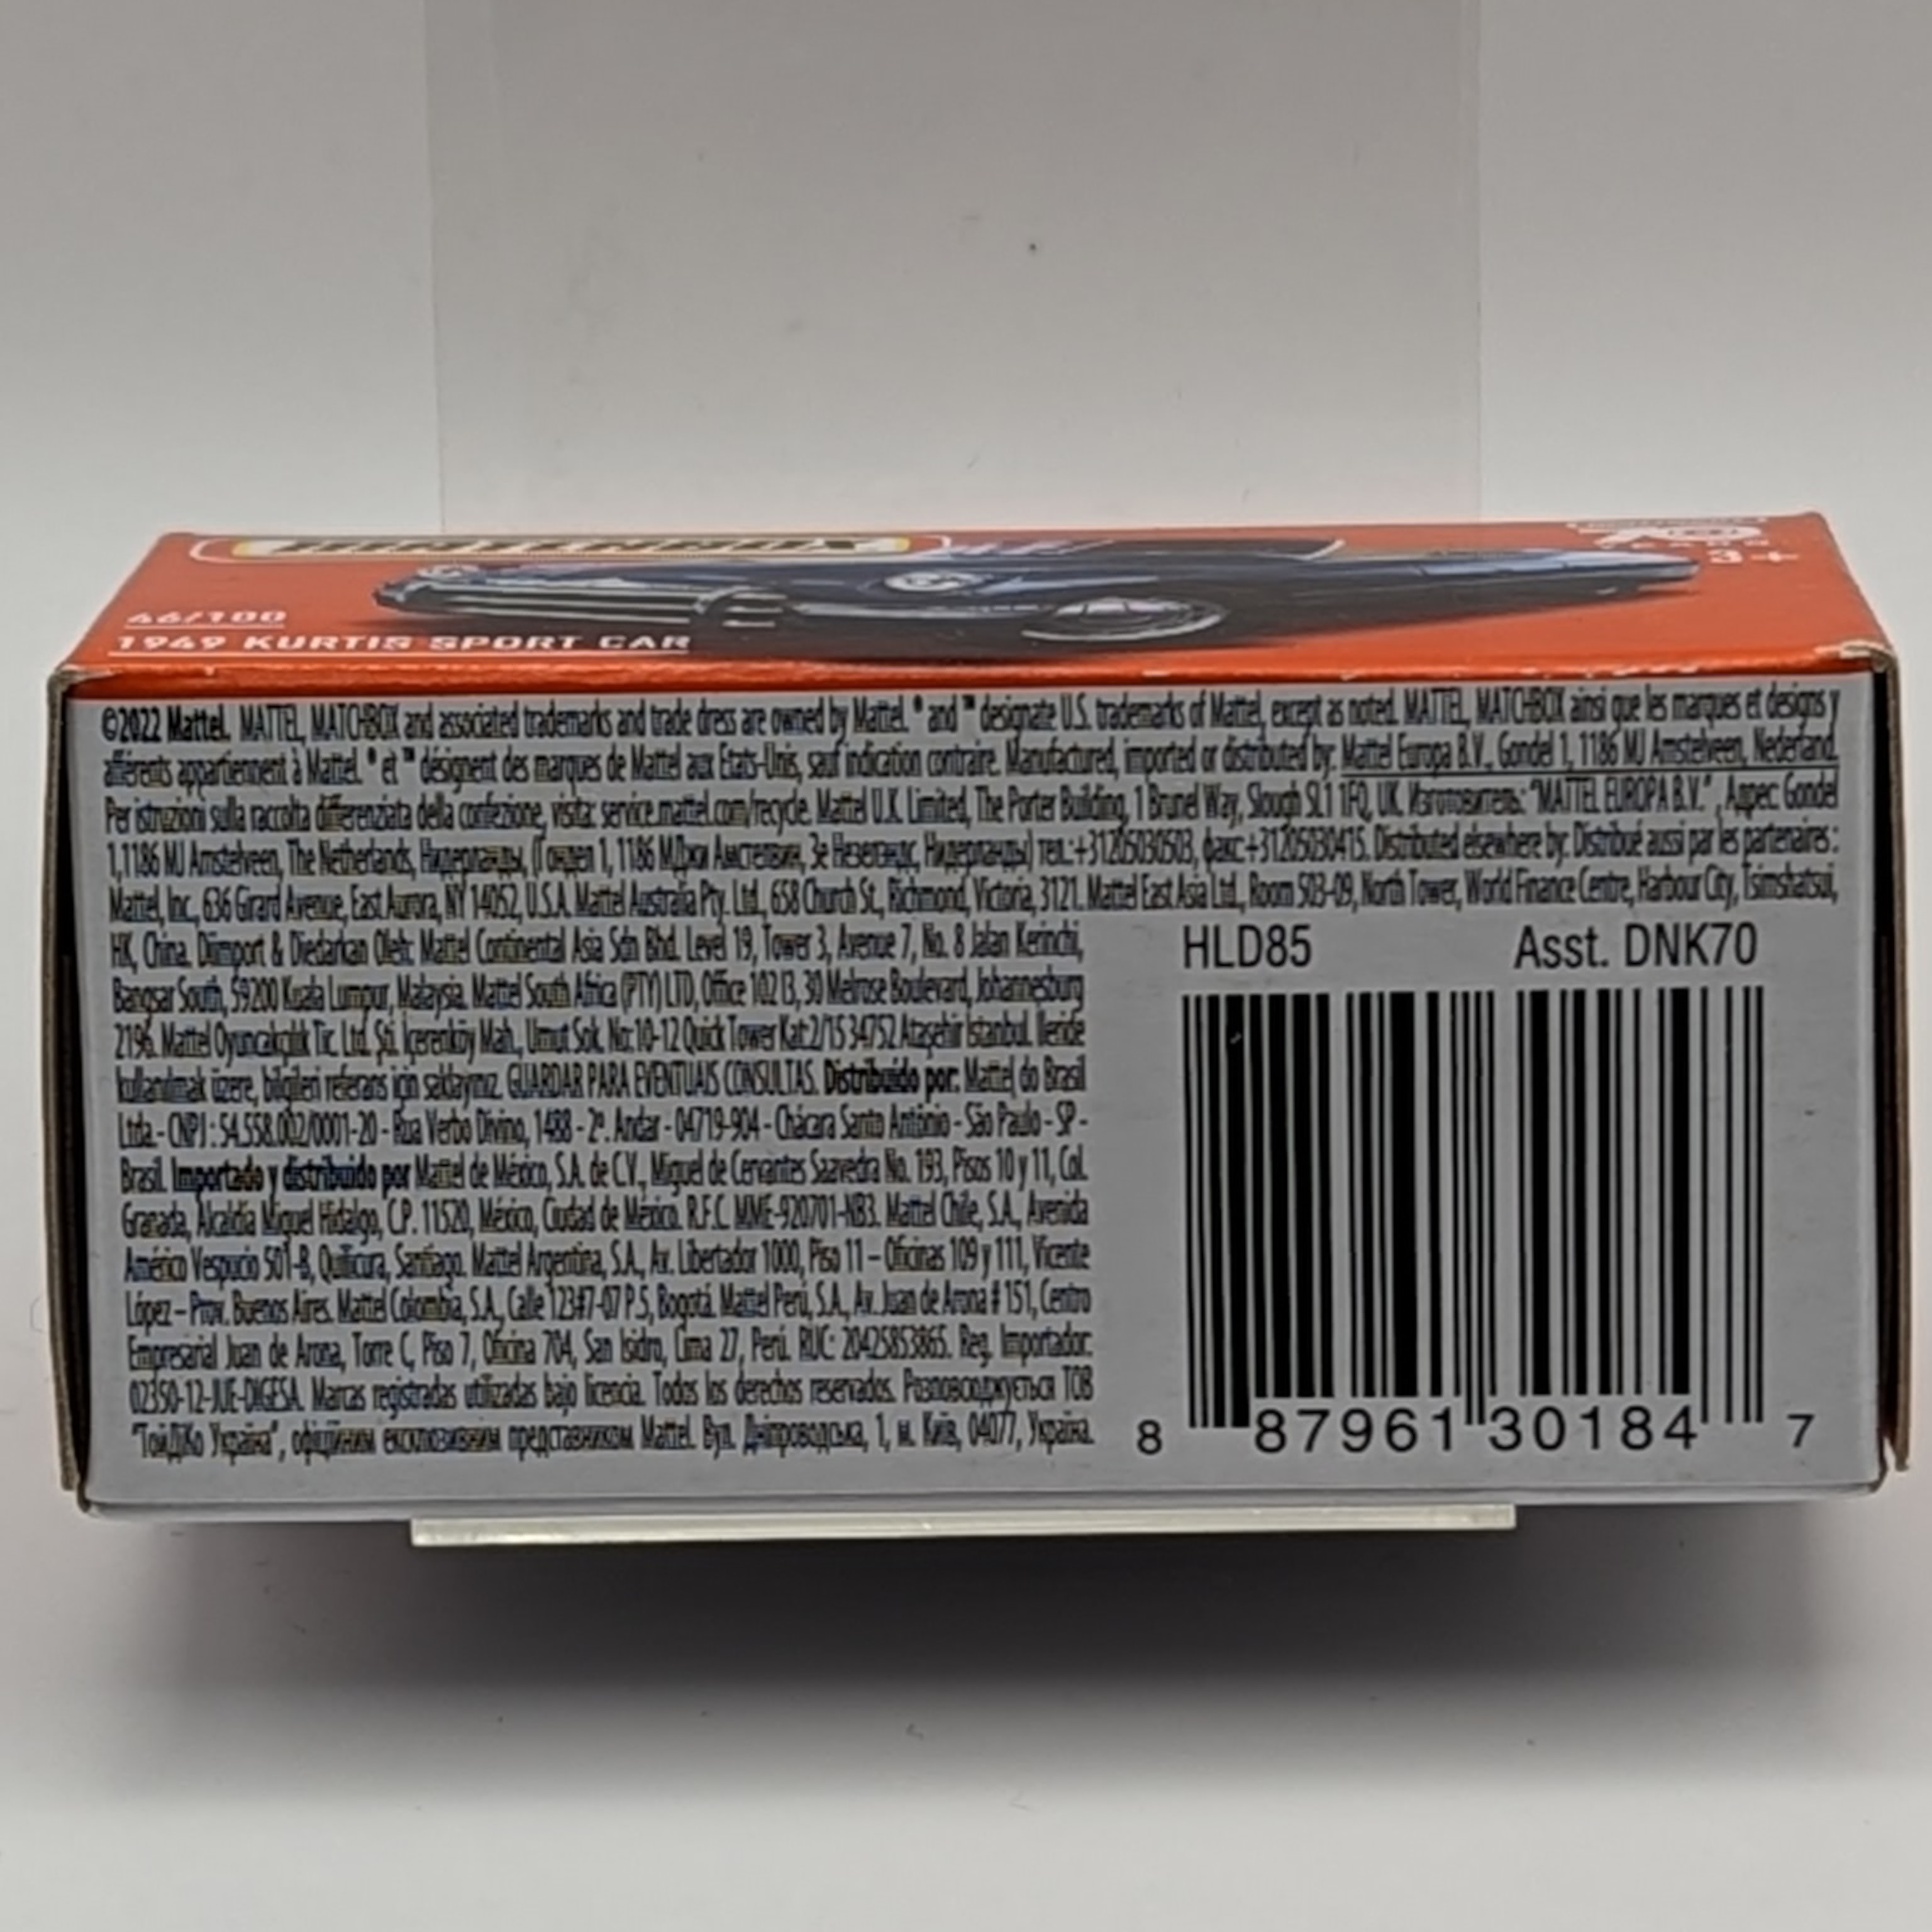 MATCHBOX
3+
46/100
1949 KURTIS SPORT CAR
©2022 Mattel. MATTEL, MATCHBOX and associated trademarks and trade dress are owned by Mattel. ® and ™ designate U.S. trademarks of Mattel, except as noted. MATTEL, MATCHBOX ainsi que les marques et designs y
afférents appartiennent à Mattel. ® et ™ désignent des marques de Mattel aux Etats-Unis, sauf indication contraire. Manufactured, imported or distributed by: Mattel Europa B.V., Gondel 1, 1186 MJ Amstelveen, Nederland.
Per istruzioni sulla raccolta differenziata della confezione, visita: service.mattel.com/recycle. Mattel U.K. Limited, The Porter Building, 1 Brunel Way, Slough SL1 1FQ, UK. Изготовитель: "MATTEL EUROPA B.V." , Адрес: Gondel
1, 1186 MJ Amstelveen, The Netherlands, Нидерланды, (Гондел 1, 1186 МДжи Амстелвин, Зе Незелендс, Нидерланды) тел.:+31205030503, факс:+31205030415. Distributed elsewhere by: Distribué aussi par les partenaires :
Mattel, Inc., 636 Girard Avenue, East Aurora, NY 14052, U.S.A. Mattel Australia Pty. Ltd., 658 Church St., Richmond, Victoria, 3121. Mattel East Asia Ltd., Room 503-09, North Tower, World Finance Centre, Harbour City, Tsimshatsui,
HK, China. Diimport & Diedarkan Oleh: Mattel Continental Asia Sdn Bhd. Level 19, Tower 3, Avenue 7, No. 8 Jalan Kerinchi,
Bangsar South, 59200 Kuala Lumpur, Malaysia. Mattel South Africa (PTY) LTD, Office 102 I3, 30 Melrose Boulevard, Johannesburg
2196. Mattel Oyuncakçılık Tic. Ltd. Şti. İçerenköy Mah., Umut Sok. No:10-12 Quick Tower Kat:2/15 34752 Ataşehir İstanbul. İleride
kullanılmak üzere, bilgileri referans için saklayınız. GUARDAR PARA EVENTUAIS CONSULTAS. Distribuído por: Mattel do Brasil
Ltda.- CNPJ : 54.558.002/0001-20 - Rua Verbo Divino, 1488 - 2º. Andar - 04719-904 - Chácara Santo Antônio - São Paulo - SP -
Brasil. Importado y distribuido por Mattel de México, S.A. de C.V., Miguel de Cervantes Saavedra No. 193, Pisos 10 y 11, Col.
Granada, Alcaldía Miguel Hidalgo, C.P. 11520, México, Ciudad de México. R.F.C. MME-920701-NB3. Mattel Chile, S.A., Avenida
Américo Vespucio 501-B, Quilicura, Santiago. Mattel Argentina, S.A., Av. Libertador 1000, Piso 11 – Oficinas 109 y 111, Vicente
López – Prov. Buenos Aires. Mattel Colombia, S.A., Calle 123#7-07 P.5, Bogotá. Mattel Perú, S.A., Av. Juan de Arona # 151, Centro
Empresarial Juan de Arona, Torre C, Piso 7, Oficina 704, San Isidro, Lima 27, Perú. RUC: 20425853865. Reg. Importador:
02350-12-JUE-DIGESA. Marcas registradas utilizadas bajo licencia. Todos los derechos reservados. Розповсюджується ТОВ
"ТойДіКо Україна", офіційним ексклюзивним представником Mattel. Вул. Дніпроводська, 1, м. Київ, 04077, Україна.
HLD85 Asst. DNK70
8 87961 30184 7